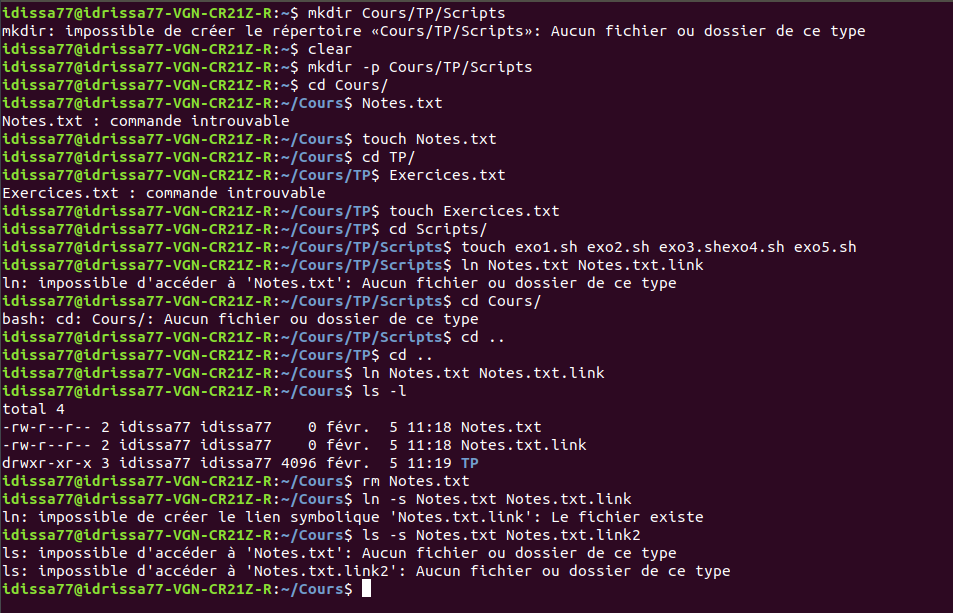 idissa77@idrissa77-VGN-CR21Z-R:~$ mkdir Cours/TP/Scripts
mkdir: impossible de créer le répertoire «Cours/TP/Scripts»: Aucun fichier ou dossier de ce type
idissa77@idrissa77-VGN-CR21Z-R:~$ clear
idissa77@idrissa77-VGN-CR21Z-R:~$ mkdir -p Cours/TP/Scripts
idissa77@idrissa77-VGN-CR21Z-R:~$ cd Cours/
idissa77@idrissa77-VGN-CR21Z-R:~/Cours$ Notes.txt
Notes.txt : commande introuvable
idissa77@idrissa77-VGN-CR21Z-R:~/Cours$ touch Notes.txt
idissa77@idrissa77-VGN-CR21Z-R:~/Cours$ cd TP/
idissa77@idrissa77-VGN-CR21Z-R:~/Cours/TP$ Exercices.txt
Exercices.txt : commande introuvable
idissa77@idrissa77-VGN-CR21Z-R:~/Cours/TP$ touch Exercices.txt
idissa77@idrissa77-VGN-CR21Z-R:~/Cours/TP$ cd Scripts/
idissa77@idrissa77-VGN-CR21Z-R:~/Cours/TP/Scripts$ touch exo1.sh exo2.sh exo3.shexo4.sh exo5.sh
idissa77@idrissa77-VGN-CR21Z-R:~/Cours/TP/Scripts$ ln Notes.txt Notes.txt.link
ln: impossible d'accéder à 'Notes.txt': Aucun fichier ou dossier de ce type
idissa77@idrissa77-VGN-CR21Z-R:~/Cours/TP/Scripts$ cd Cours/
bash: cd: Cours/: Aucun fichier ou dossier de ce type
idissa77@idrissa77-VGN-CR21Z-R:~/Cours/TP/Scripts$ cd ..
idissa77@idrissa77-VGN-CR21Z-R:~/Cours/TP$ cd ..
idissa77@idrissa77-VGN-CR21Z-R:~/Cours$ ln Notes.txt Notes.txt.link
idissa77@idrissa77-VGN-CR21Z-R:~/Cours$ ls -l
total 4
-rw-r--r-- 2 idissa77 idissa77    0 févr.  5 11:18 Notes.txt
-rw-r--r-- 2 idissa77 idissa77    0 févr.  5 11:18 Notes.txt.link
drwxr-xr-x 3 idissa77 idissa77 4096 févr.  5 11:19 TP
idissa77@idrissa77-VGN-CR21Z-R:~/Cours$ rm Notes.txt
idissa77@idrissa77-VGN-CR21Z-R:~/Cours$ ln -s Notes.txt Notes.txt.link
ln: impossible de créer le lien symbolique 'Notes.txt.link': Le fichier existe
idissa77@idrissa77-VGN-CR21Z-R:~/Cours$ ls -s Notes.txt Notes.txt.link2
ls: impossible d'accéder à 'Notes.txt': Aucun fichier ou dossier de ce type
ls: impossible d'accéder à 'Notes.txt.link2': Aucun fichier ou dossier de ce type
idissa77@idrissa77-VGN-CR21Z-R:~/Cours$